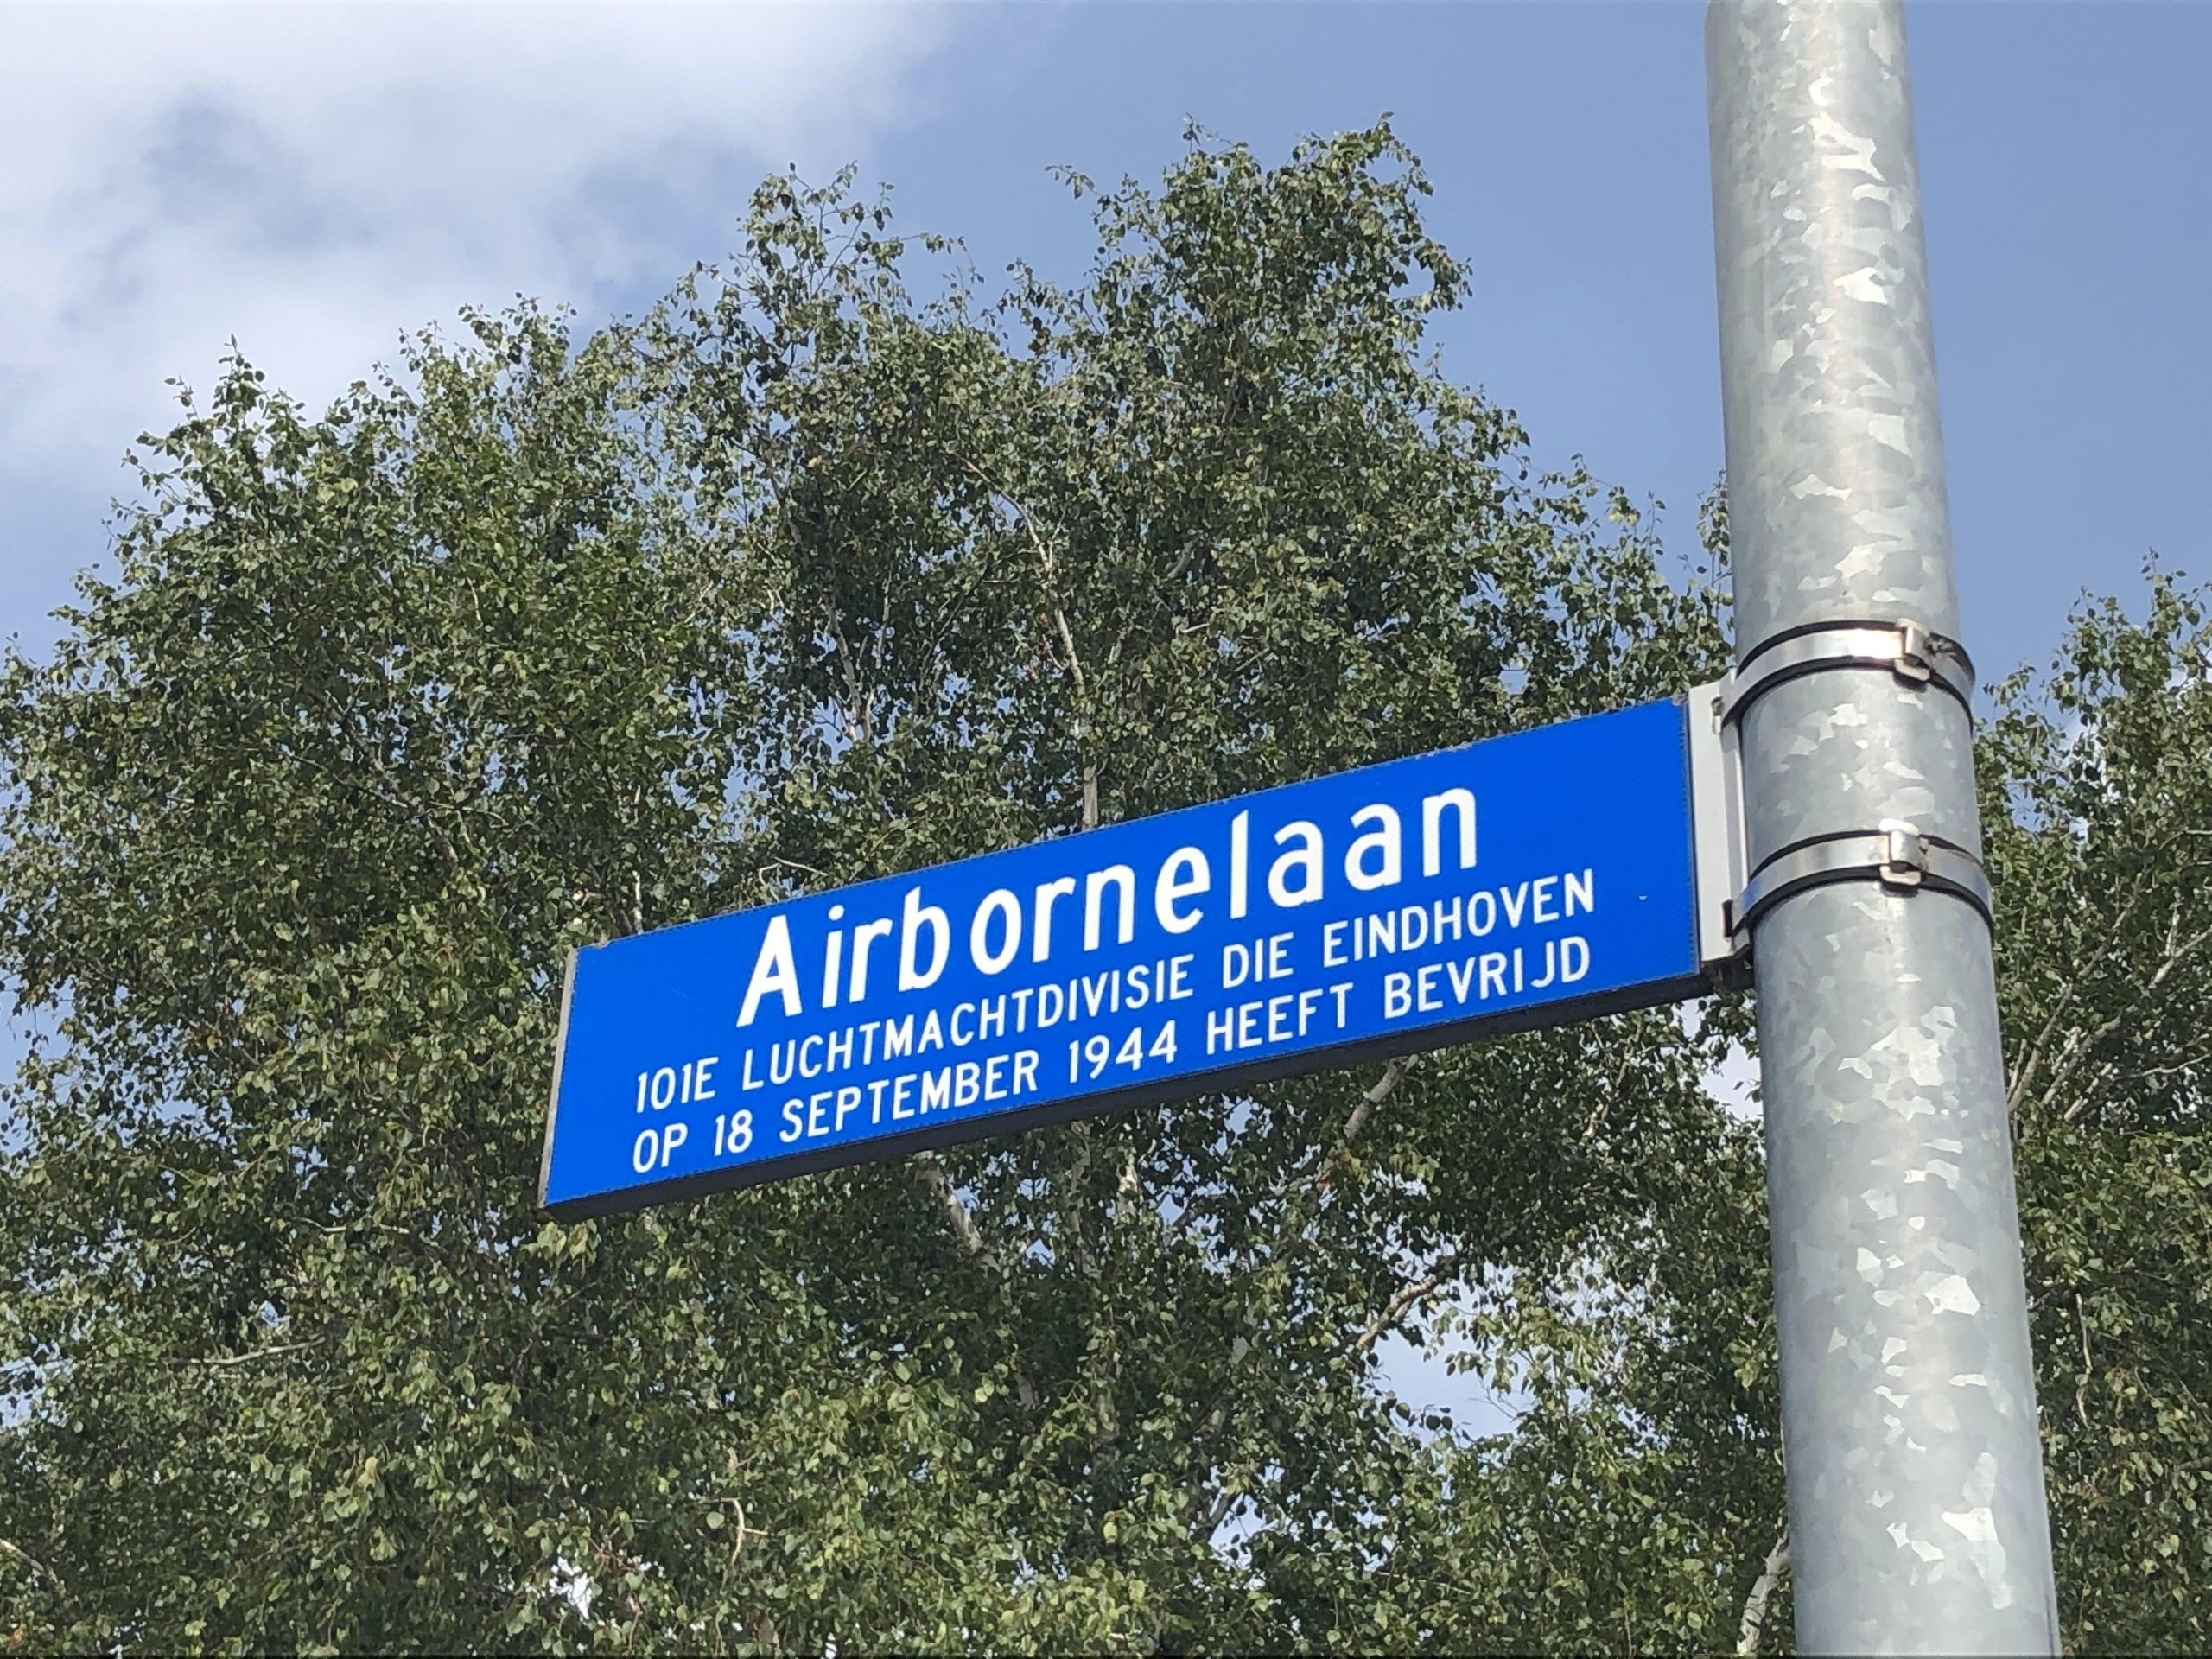 Airbornelaan
101E LUCHTMACHTDIVISIE DIE EINDHOVEN
OP 18 SEPTEMBER 1944 HEEFT BEVRIJD